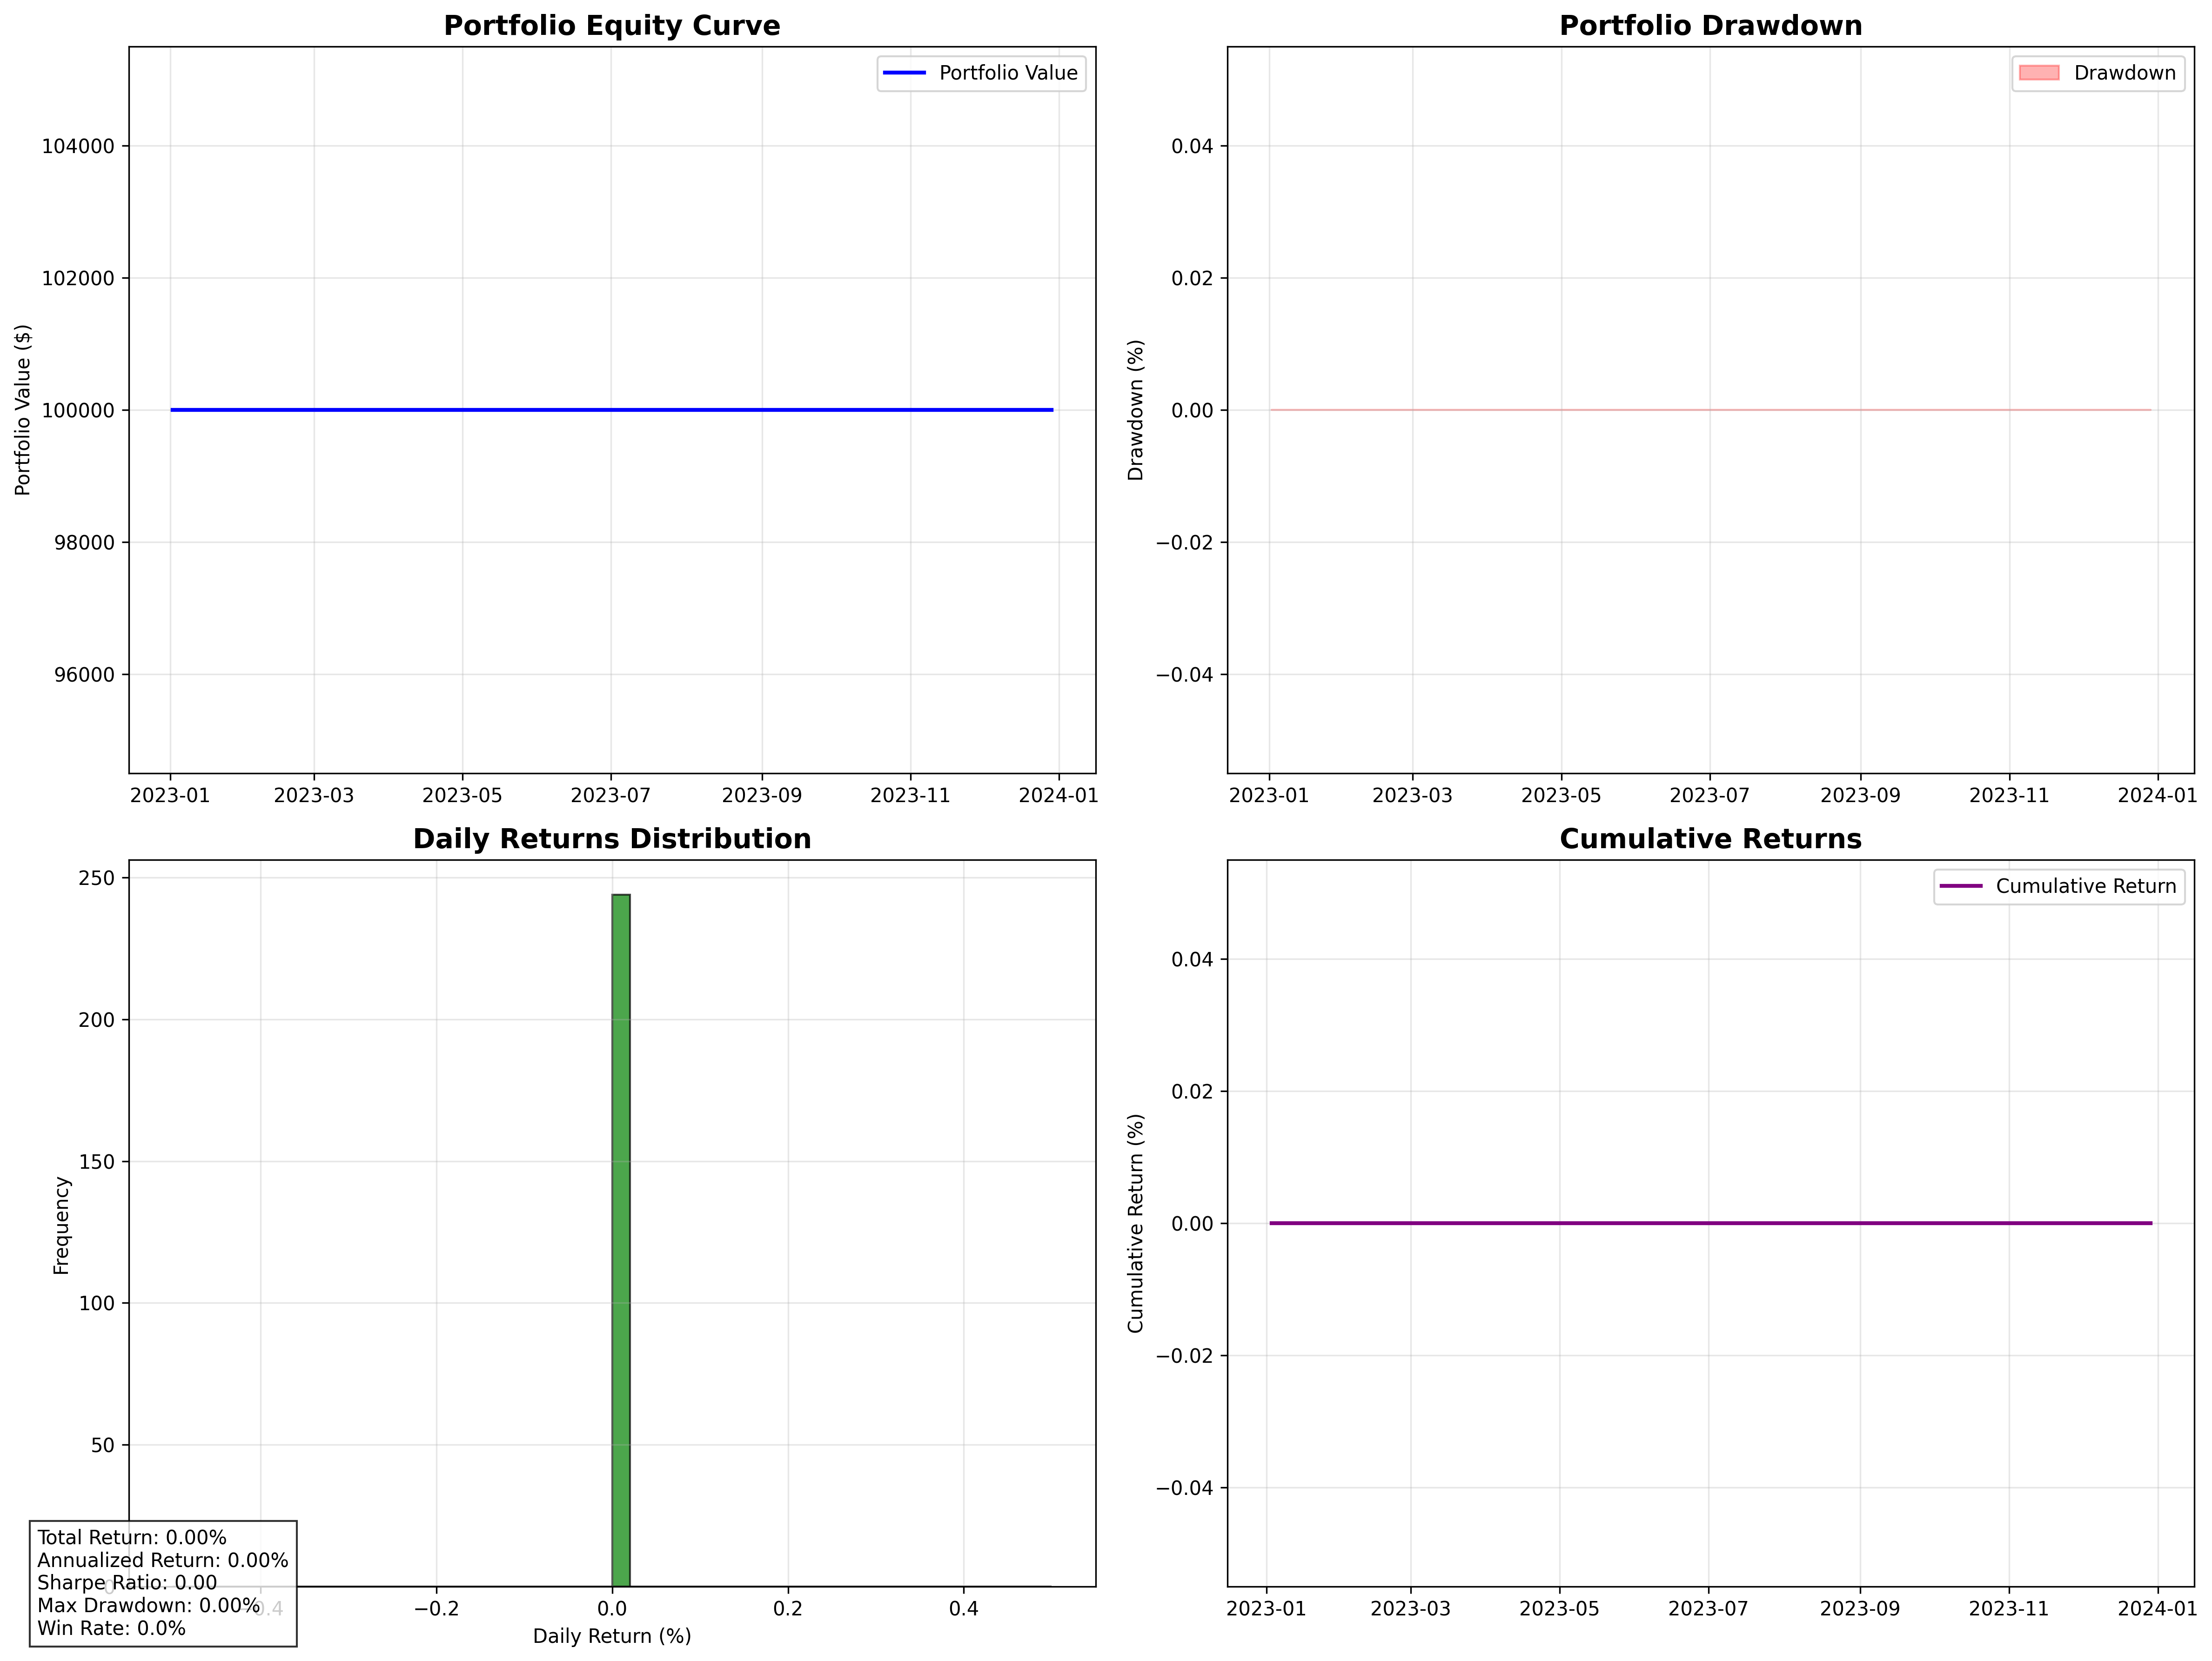 Portfolio Equity Curve
Portfolio Value
Portfolio Value ($)
104000
102000
100000
98000
96000
2023-01
2023-03
2023-05
2023-07
2023-09
2023-11
2024-01
Portfolio Drawdown
Drawdown
Drawdown (%)
0.04
0.02
0.00
−0.02
−0.04
2023-01
2023-03
2023-05
2023-07
2023-09
2023-11
2024-01
Daily Returns Distribution
Frequency
250
200
150
100
50
0
0.4
−0.2
0.0
0.2
0.4
Daily Return (%)
Total Return: 0.00%
Annualized Return: 0.00%
Sharpe Ratio: 0.00
Max Drawdown: 0.00%
Win Rate: 0.0%
Cumulative Returns
Cumulative Return
Cumulative Return (%)
0.04
0.02
0.00
−0.02
−0.04
2023-01
2023-03
2023-05
2023-07
2023-09
2023-11
2024-01